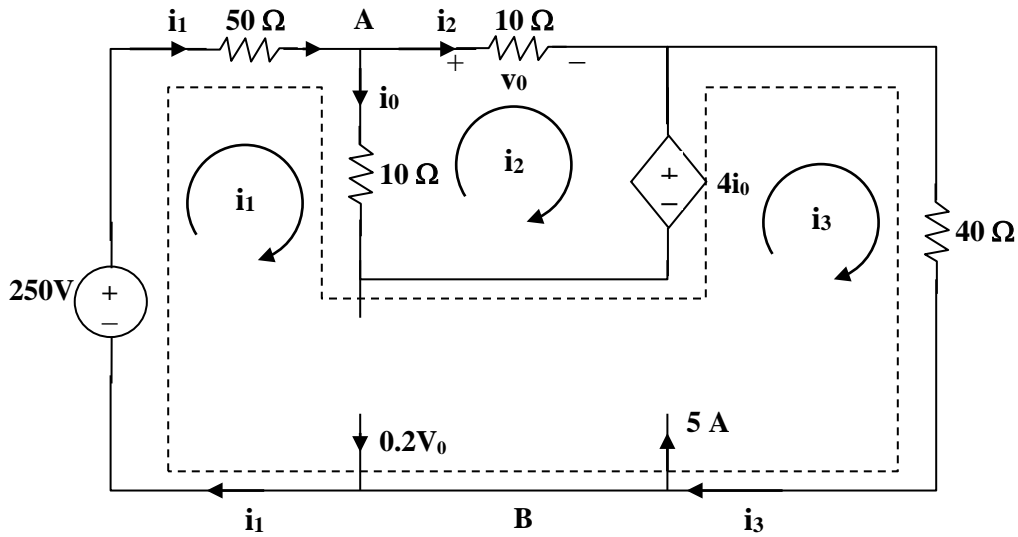 i₁ 50 Ω A i₂ 10 Ω
+ v₀ –
i₀
10 Ω
i₁
i₂
+
–
4i₀
i₃
40 Ω
250V
+
–
0.2V₀
5 A
i₁ B i₃